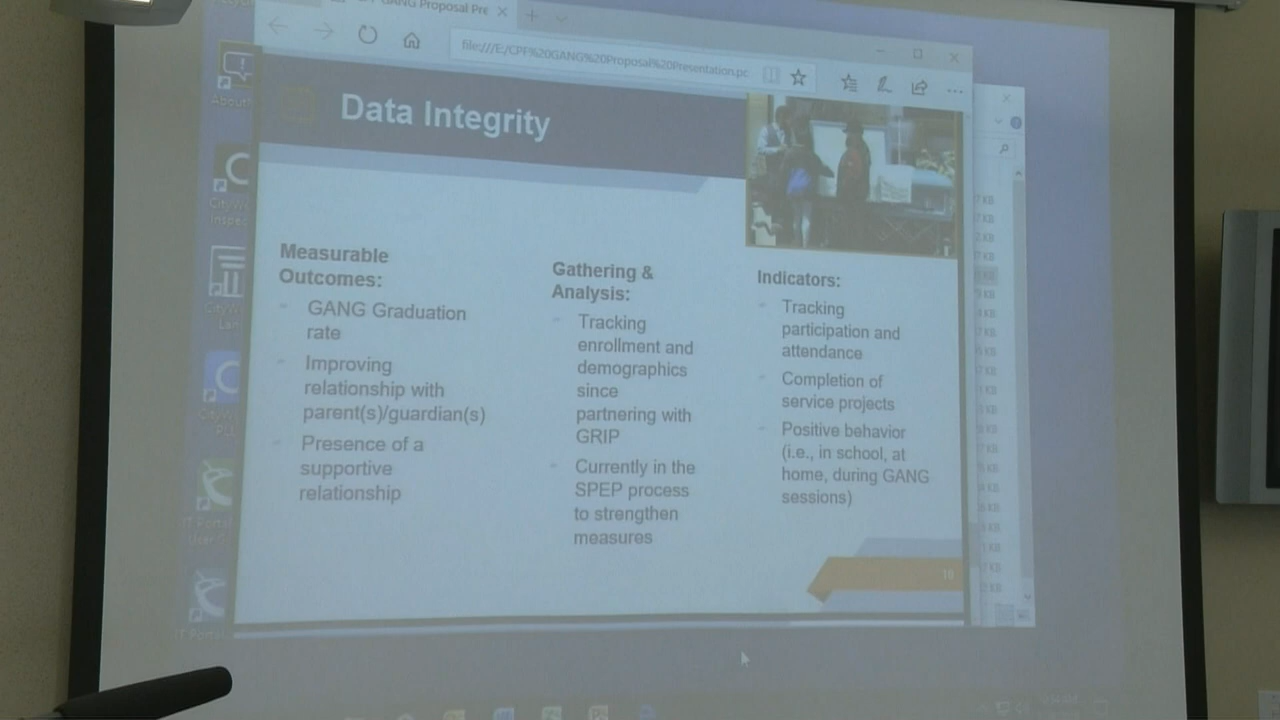 GANG Proposal Pre
file:///E:/CPF%20GANG%20Proposal%20Presentation.pc
Data Integrity
Measurable
Outcomes:
GANG Graduation
rate
Improving
relationship with
parent(s)/guardian(s)
Presence of a
supportive
relationship
Gathering &
Analysis:
Tracking
enrollment and
demographics
since
partnering with
GRIP
Currently in the
SPEP process
to strengthen
measures
Indicators:
Tracking
participation and
attendance
Completion of
service projects
Positive behavior
(i.e., in school, at
home, during GANG
sessions)
19